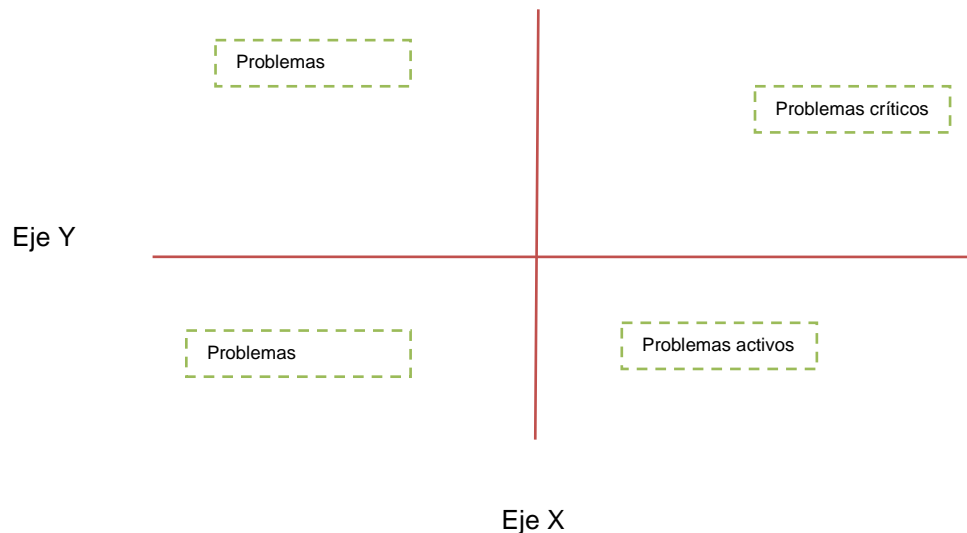 Problemas
Problemas críticos
Eje Y
Problemas
Problemas activos
Eje X